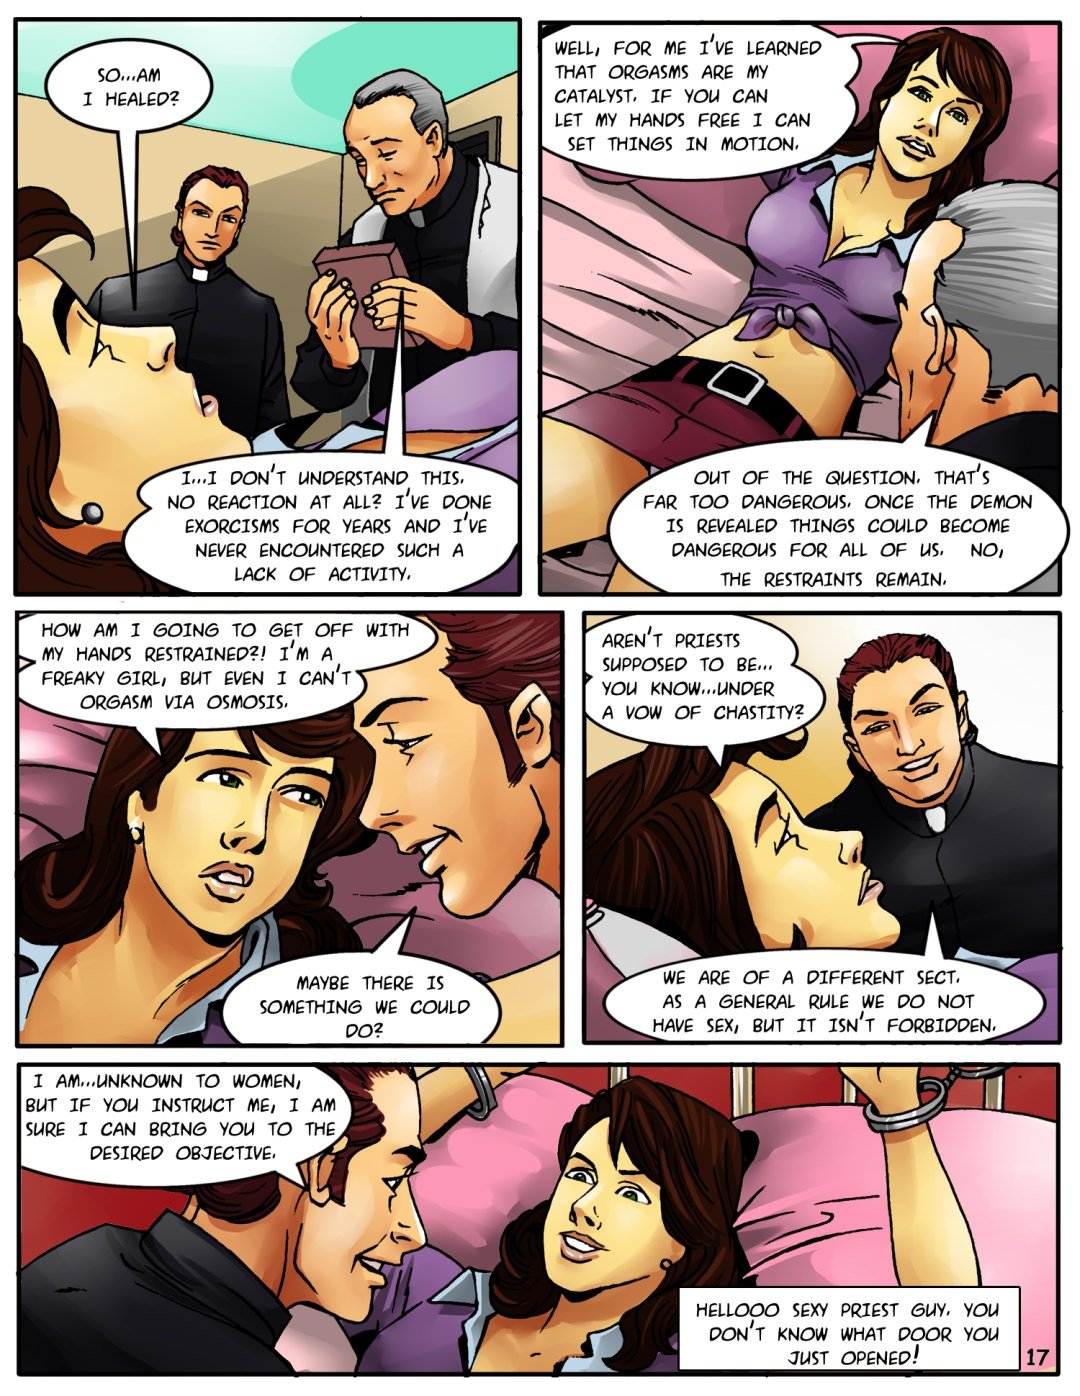 SO...AM
I HEALED?
I...I DON'T UNDERSTAND THIS.
NO REACTION AT ALL? I'VE DONE
EXORCISMS FOR YEARS AND I'VE
NEVER ENCOUNTERED SUCH A
LACK OF ACTIVITY.
WELL, FOR ME I'VE LEARNED
THAT ORGASMS ARE MY
CATALYST. IF YOU CAN
LET MY HANDS FREE I CAN
SET THINGS IN MOTION.
OUT OF THE QUESTION. THAT'S
FAR TOO DANGEROUS. ONCE THE DEMON
IS REVEALED THINGS COULD BECOME
DANGEROUS FOR ALL OF US. NO,
THE RESTRAINTS REMAIN.
HOW AM I GOING TO GET OFF WITH
MY HANDS RESTRAINED?! I'M A
FREAKY GIRL, BUT EVEN I CAN'T
ORGASM VIA OSMOSIS.
MAYBE THERE IS
SOMETHING WE COULD
DO?
AREN'T PRIESTS
SUPPOSED TO BE...
YOU KNOW...UNDER
A VOW OF CHASTITY?
WE ARE OF A DIFFERENT SECT.
AS A GENERAL RULE WE DO NOT
HAVE SEX, BUT IT ISN'T FORBIDDEN.
I AM...UNKNOWN TO WOMEN,
BUT IF YOU INSTRUCT ME, I AM
SURE I CAN BRING YOU TO THE
DESIRED OBJECTIVE.
HELLOOO SEXY PRIEST GUY. YOU
DON'T KNOW WHAT DOOR YOU
JUST OPENED!
17